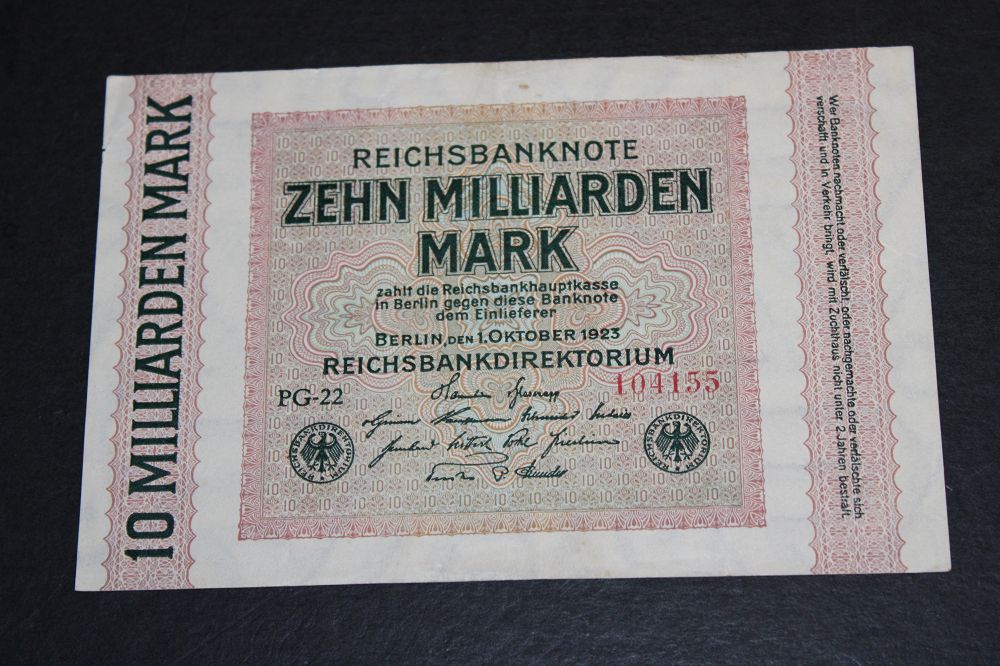 10 MILLIARDEN MARK
REICHSBANKNOTE
ZEHN MILLIARDEN
MARK
zahlt die Reichsbankhauptkasse
in Berlin gegen diese Banknote
dem Einlieferer
BERLIN, DEN 1. OKTOBER 1923
REICHSBANKDIREKTORIUM
PG-22
104155
REICHSBANKDIREKTORIUM
REICHSBANKDIREKTORIUM
Wer Banknoten nachmacht oder verfälscht, oder nachgemachte oder verfälschte sich
verschafft und in Verkehr bringt, wird mit Zuchthaus nicht unter 2 Jahren bestraft.